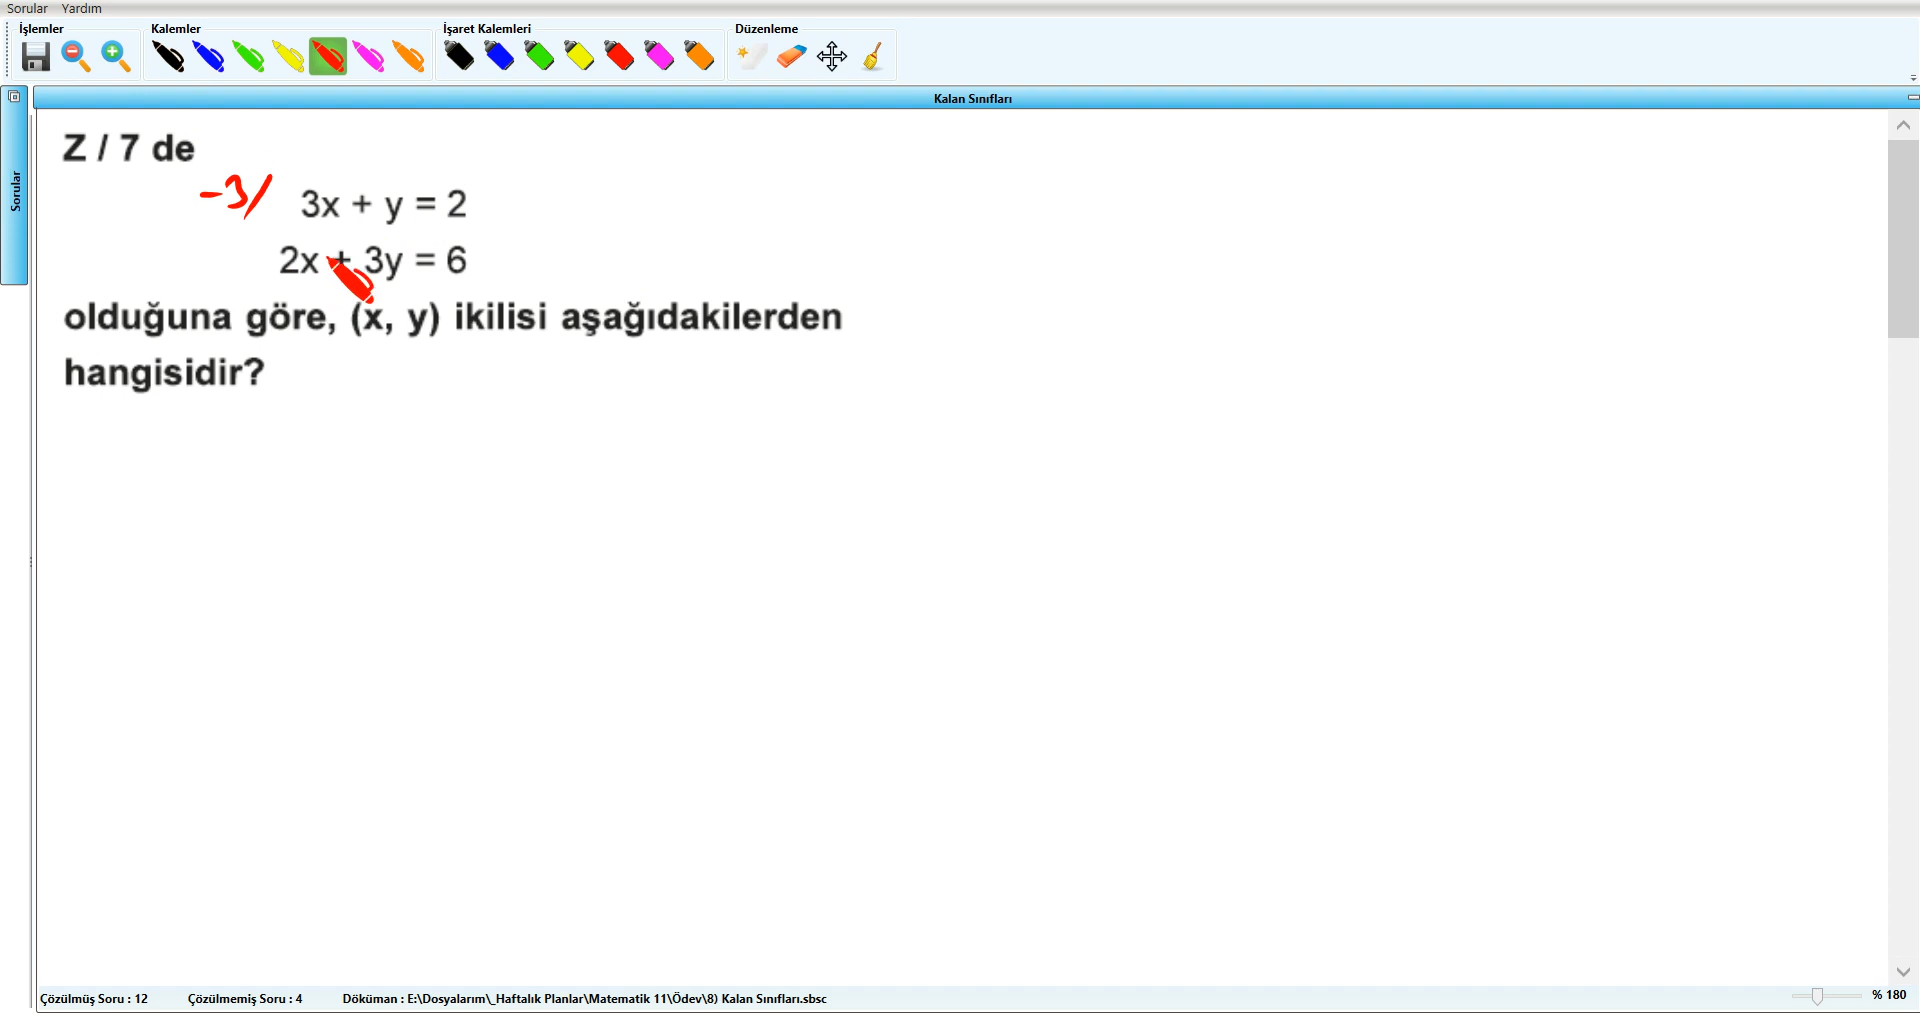 Sorular Yardım
İşlemler Kalemler İşaret Kalemleri Düzenleme
Kalan Sınıfları
Sorular
Z / 7 de
-3/ 3x + y = 2
2x + 3y = 6
olduğuna göre, (x, y) ikilisi aşağıdakilerden
hangisidir?
Çözülmüş Soru : 12 Çözülmemiş Soru : 4 Döküman : E:\Dosyalarım\_Haftalık Planlar\Matematik 11\Ödev\8) Kalan Sınıfları.sbsc % 180